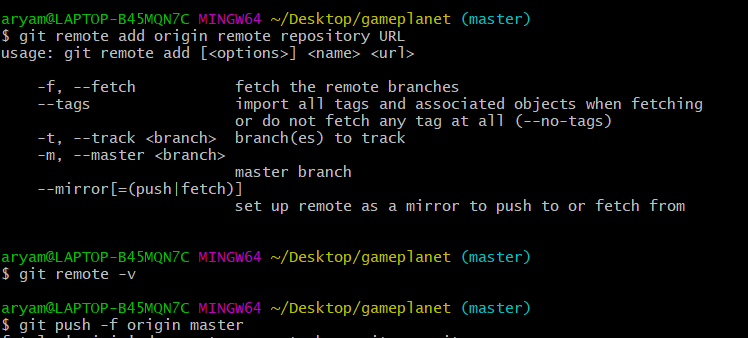 aryam@LAPTOP-B45MQN7C MINGW64 ~/Desktop/gameplanet (master)
$ git remote add origin remote repository URL
usage: git remote add [<options>] <name> <url>
-f, --fetch fetch the remote branches
--tags import all tags and associated objects when fetching
or do not fetch any tag at all (--no-tags)
-t, --track <branch> branch(es) to track
-m, --master <branch>
master branch
--mirror[=(push|fetch)]
set up remote as a mirror to push to or fetch from
aryam@LAPTOP-B45MQN7C MINGW64 ~/Desktop/gameplanet (master)
$ git remote -v
aryam@LAPTOP-B45MQN7C MINGW64 ~/Desktop/gameplanet (master)
$ git push -f origin master